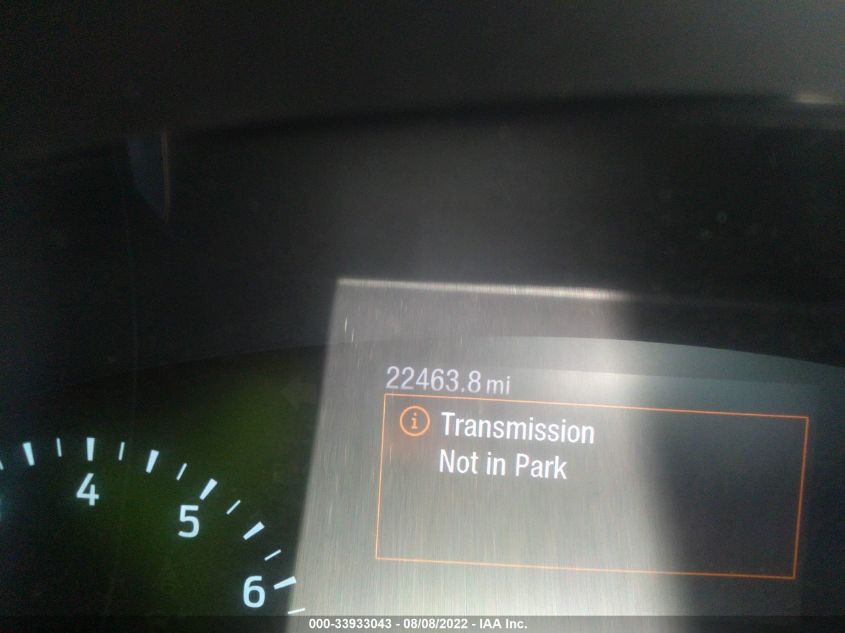 22463.8 mi
Transmission
Not in Park
4
5
6
000-33933043 - 08/08/2022 - IAA Inc.